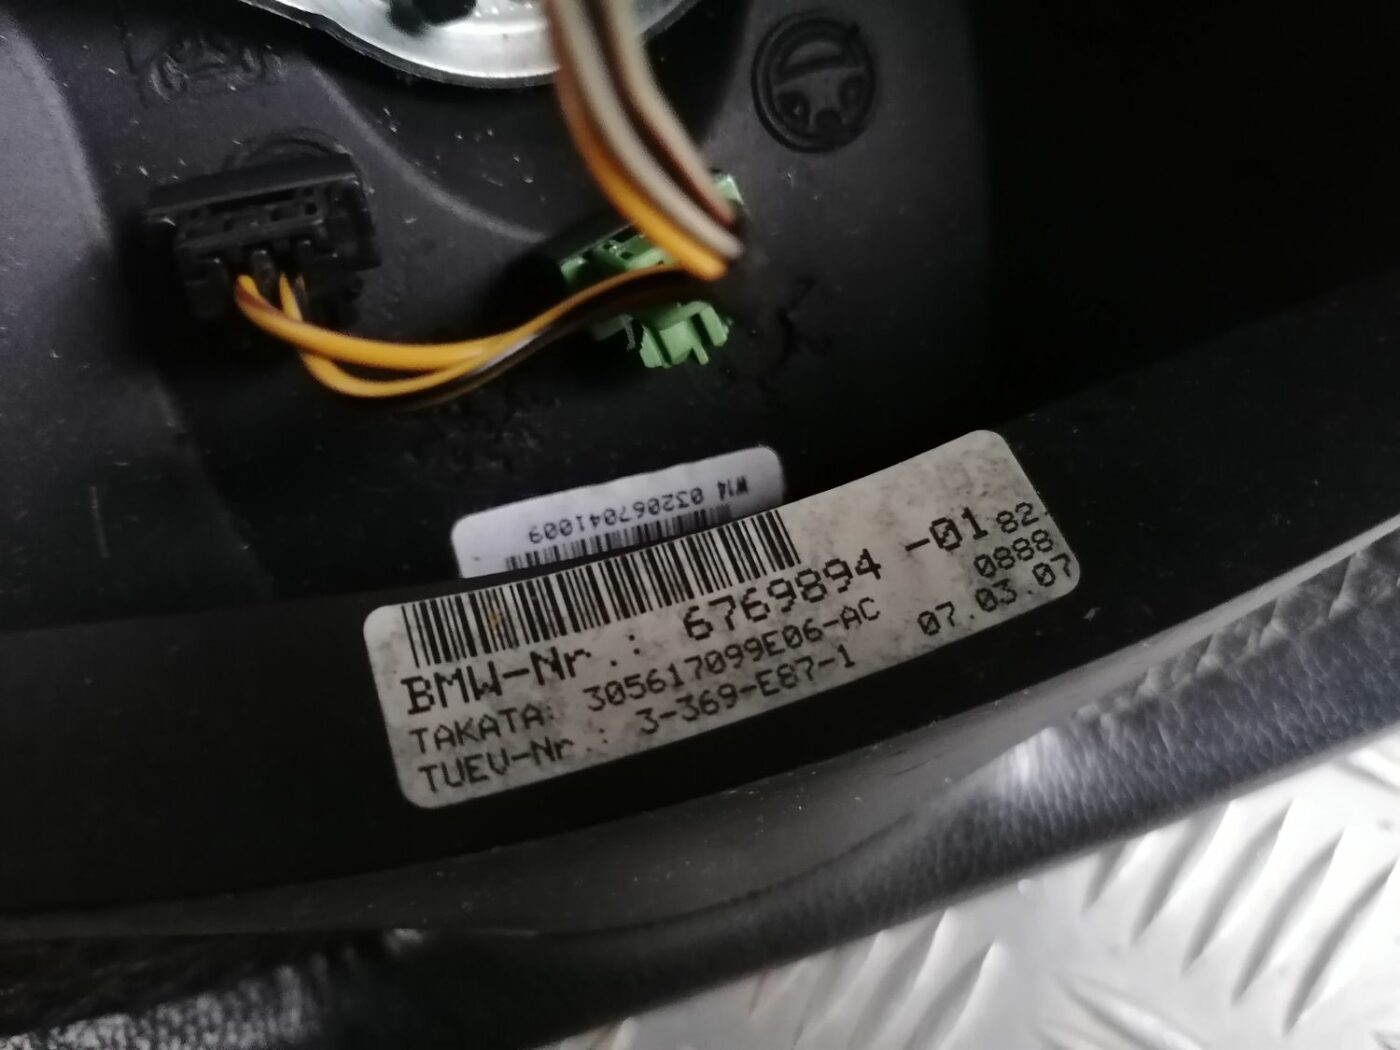 W14 0320670410009
BMW-Nr.: 6769894 -01 82
TAKATA: 305617099E06-AC 0888
TUEV-Nr.: 3-369-E87-1 07.03.07